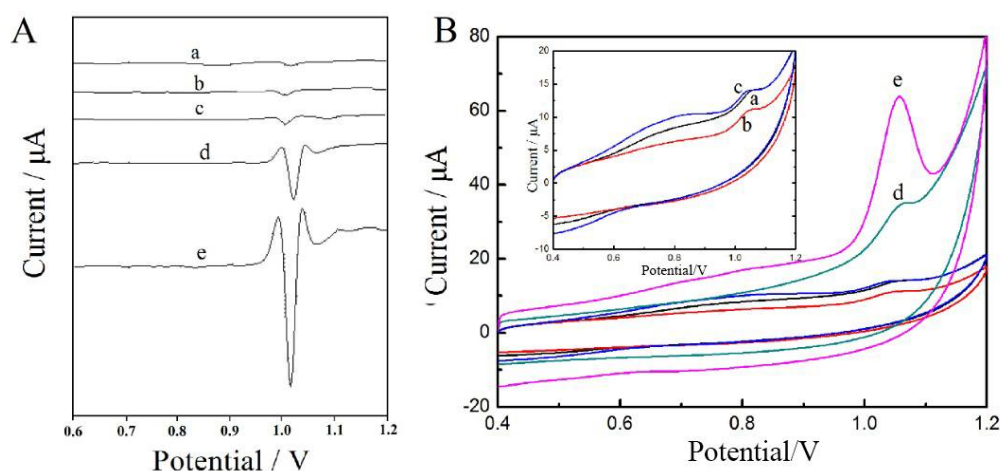 A
a
b
c
d
e
Current / μA
0.6 0.7 0.8 0.9 1.0 1.1 1.2
Potential / V
B
80
60
40
20
0
-20
Current / μA
0.4 0.6 0.8 1.0 1.2
Potential/V
e
d
20
15
10
5
0
-5
-10
Current / μA
0.4 0.6 0.8 1.0 1.2
Potential/V
c
a
b